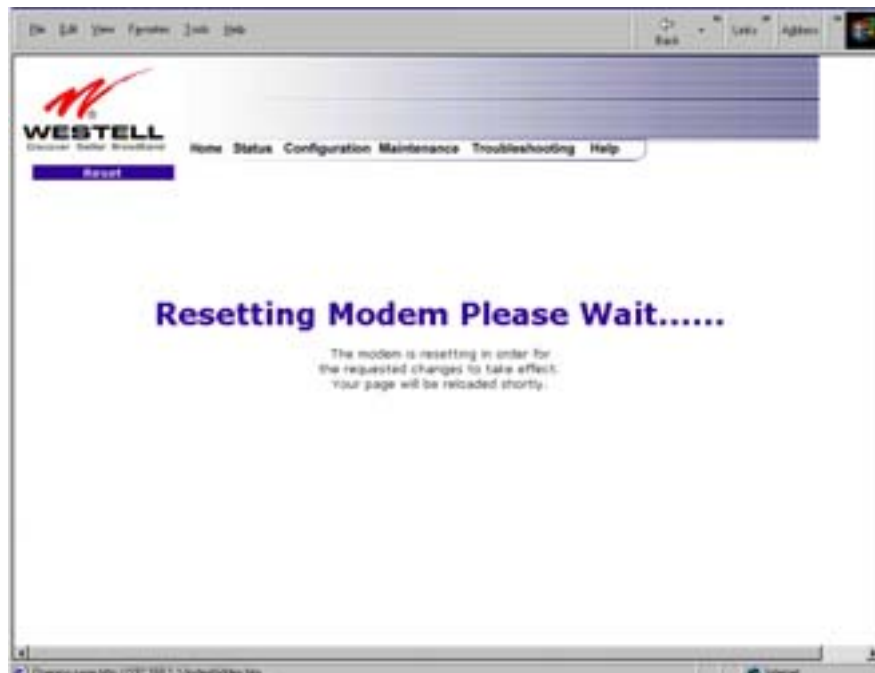 File Edit View Favorites Tools Help
Back Links Address
WESTELL
Discover Better Broadband
Home Status Configuration Maintenance Troubleshooting Help
Reset
Resetting Modem Please Wait......
The modem is resetting in order for
the requested changes to take effect.
Your page will be reloaded shortly.
Internet